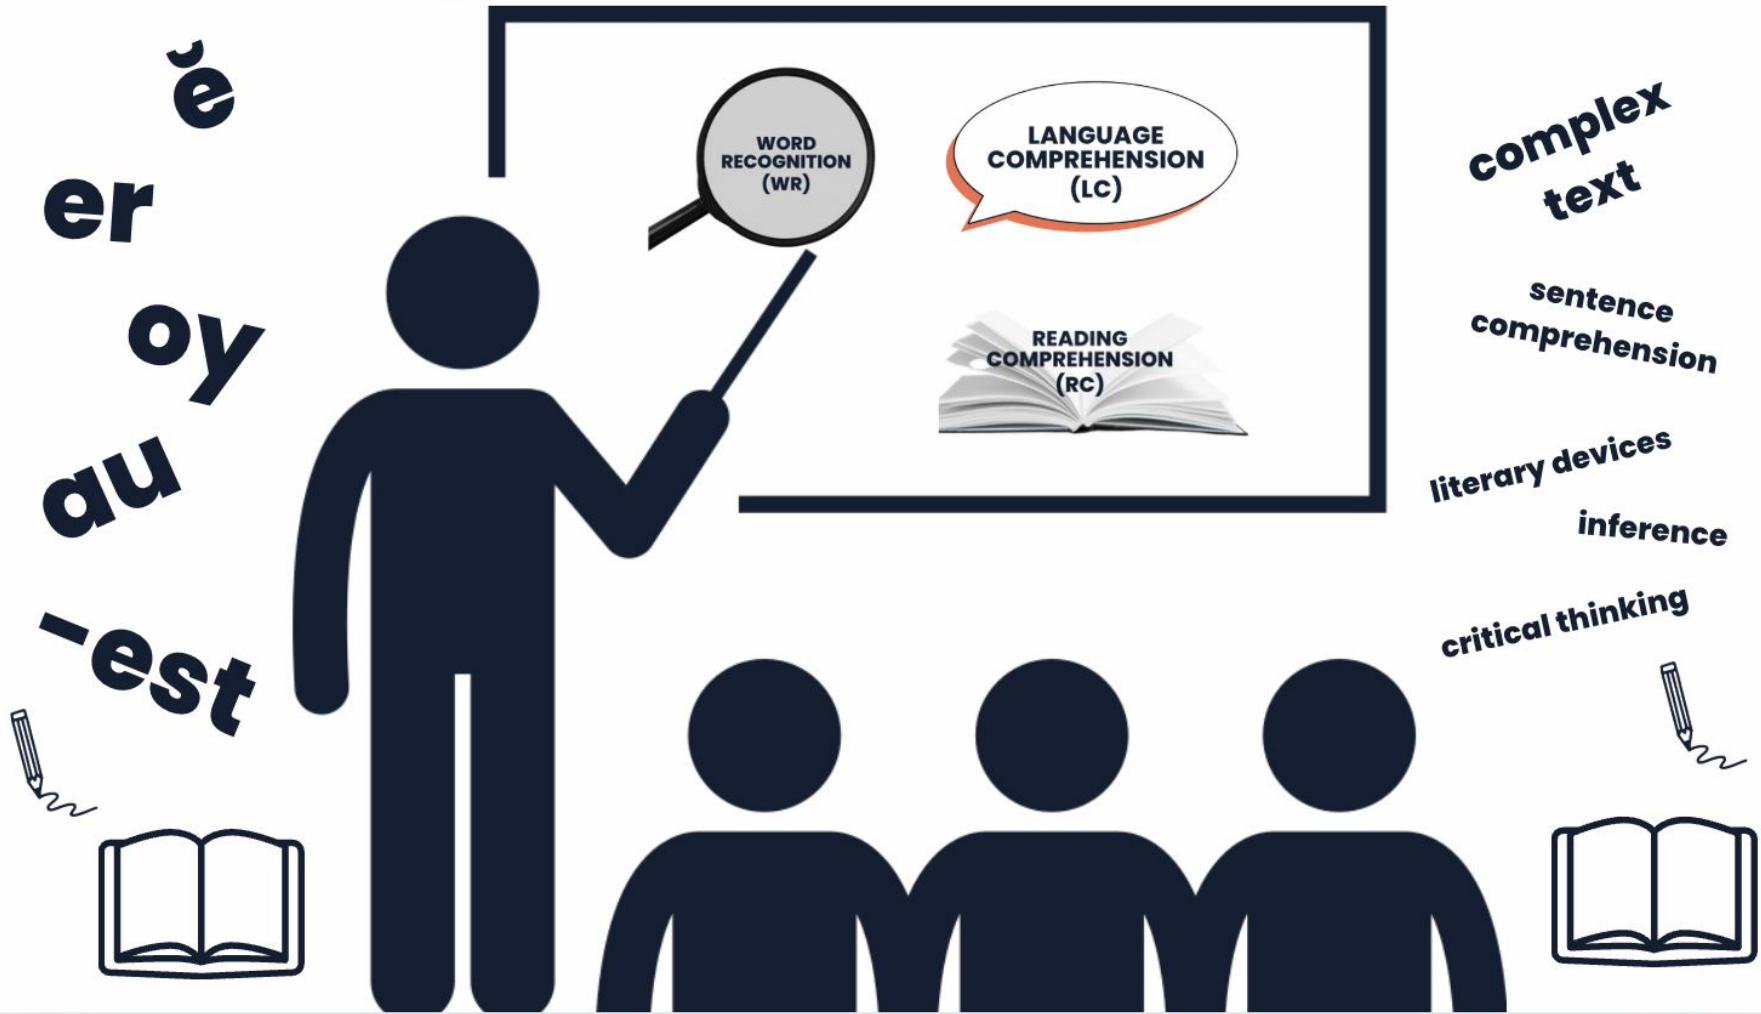 ĕ
er
oy
au
-est
WORD
RECOGNITION
(WR)
LANGUAGE
COMPREHENSION
(LC)
READING
COMPREHENSION
(RC)
complex
text
sentence
comprehension
literary devices
inference
critical thinking